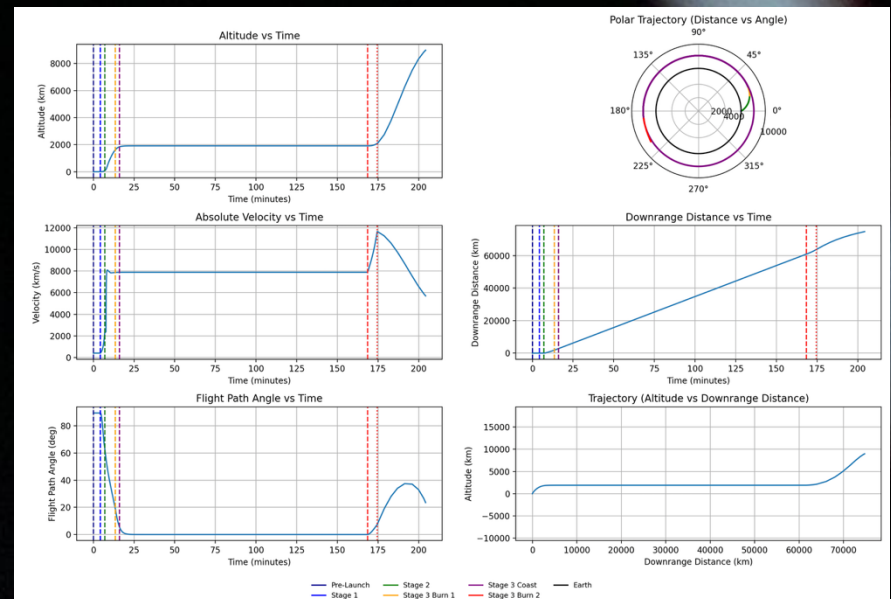 Altitude vs Time
Altitude (km)
8000
6000
4000
2000
0
0 25 50 75 100 125 150 175 200
Time (minutes)
Polar Trajectory (Distance vs Angle)
90°
135° 45°
180° 0°
2000
4000
10000
225° 315°
270°
Absolute Velocity vs Time
Velocity (km/s)
12000
10000
8000
6000
4000
2000
0
0 25 50 75 100 125 150 175 200
Time (minutes)
Downrange Distance vs Time
Downrange Distance (km)
60000
40000
20000
0
0 25 50 75 100 125 150 175 200
Time (minutes)
Flight Path Angle vs Time
Flight Path Angle (deg)
80
60
40
20
0
0 25 50 75 100 125 150 175 200
Time (minutes)
Trajectory (Altitude vs Downrange Distance)
Altitude (km)
15000
10000
5000
0
−5000
−10000
0 10000 20000 30000 40000 50000 60000 70000
Downrange Distance (km)
Pre-Launch Stage 2 Stage 3 Coast Earth
Stage 1 Stage 3 Burn 1 Stage 3 Burn 2